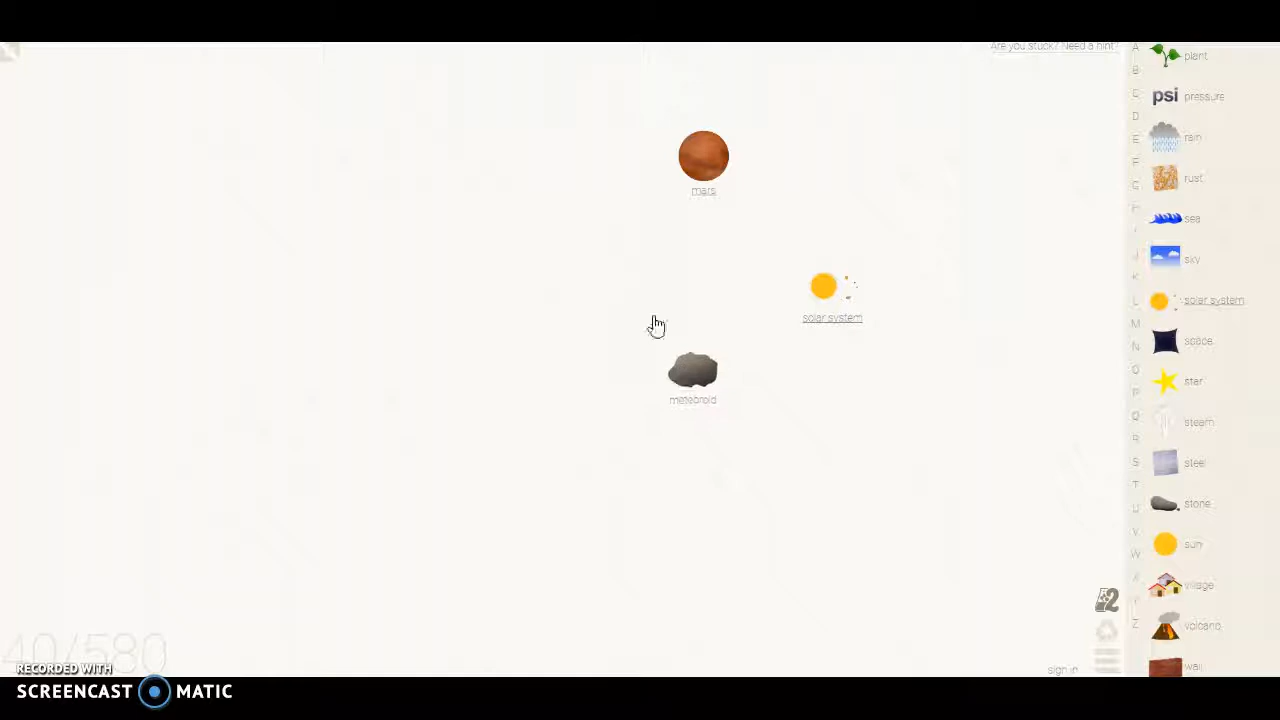 Are you stuck? Need a hint?
A
B
C
D
E
F
G
H
I
J
K
L
M
N
O
P
Q
R
S
T
U
V
W
X
Y
Z
plant
psi pressure
rain
rust
sea
sky
solar system
space
star
steam
steel
stone
sun
village
volcano
wall
mars
solar system
meteoroid
2
sign in
40/580
RECORDED WITH
SCREENCAST MATIC